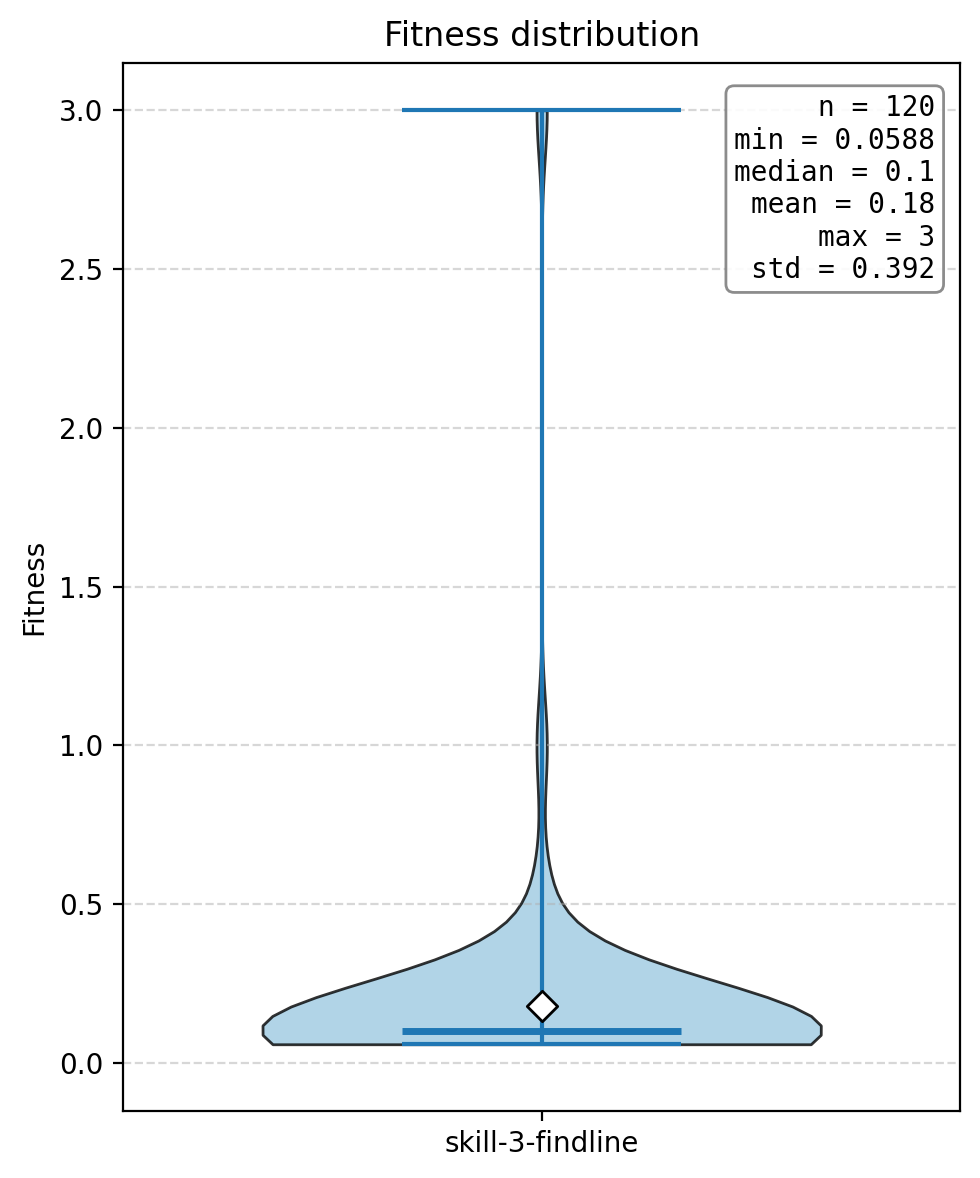 Fitness distribution
n = 120
min = 0.0588
median = 0.1
mean = 0.18
max = 3
std = 0.392
3.0
2.5
2.0
1.5
1.0
0.5
0.0
Fitness
skill-3-findline